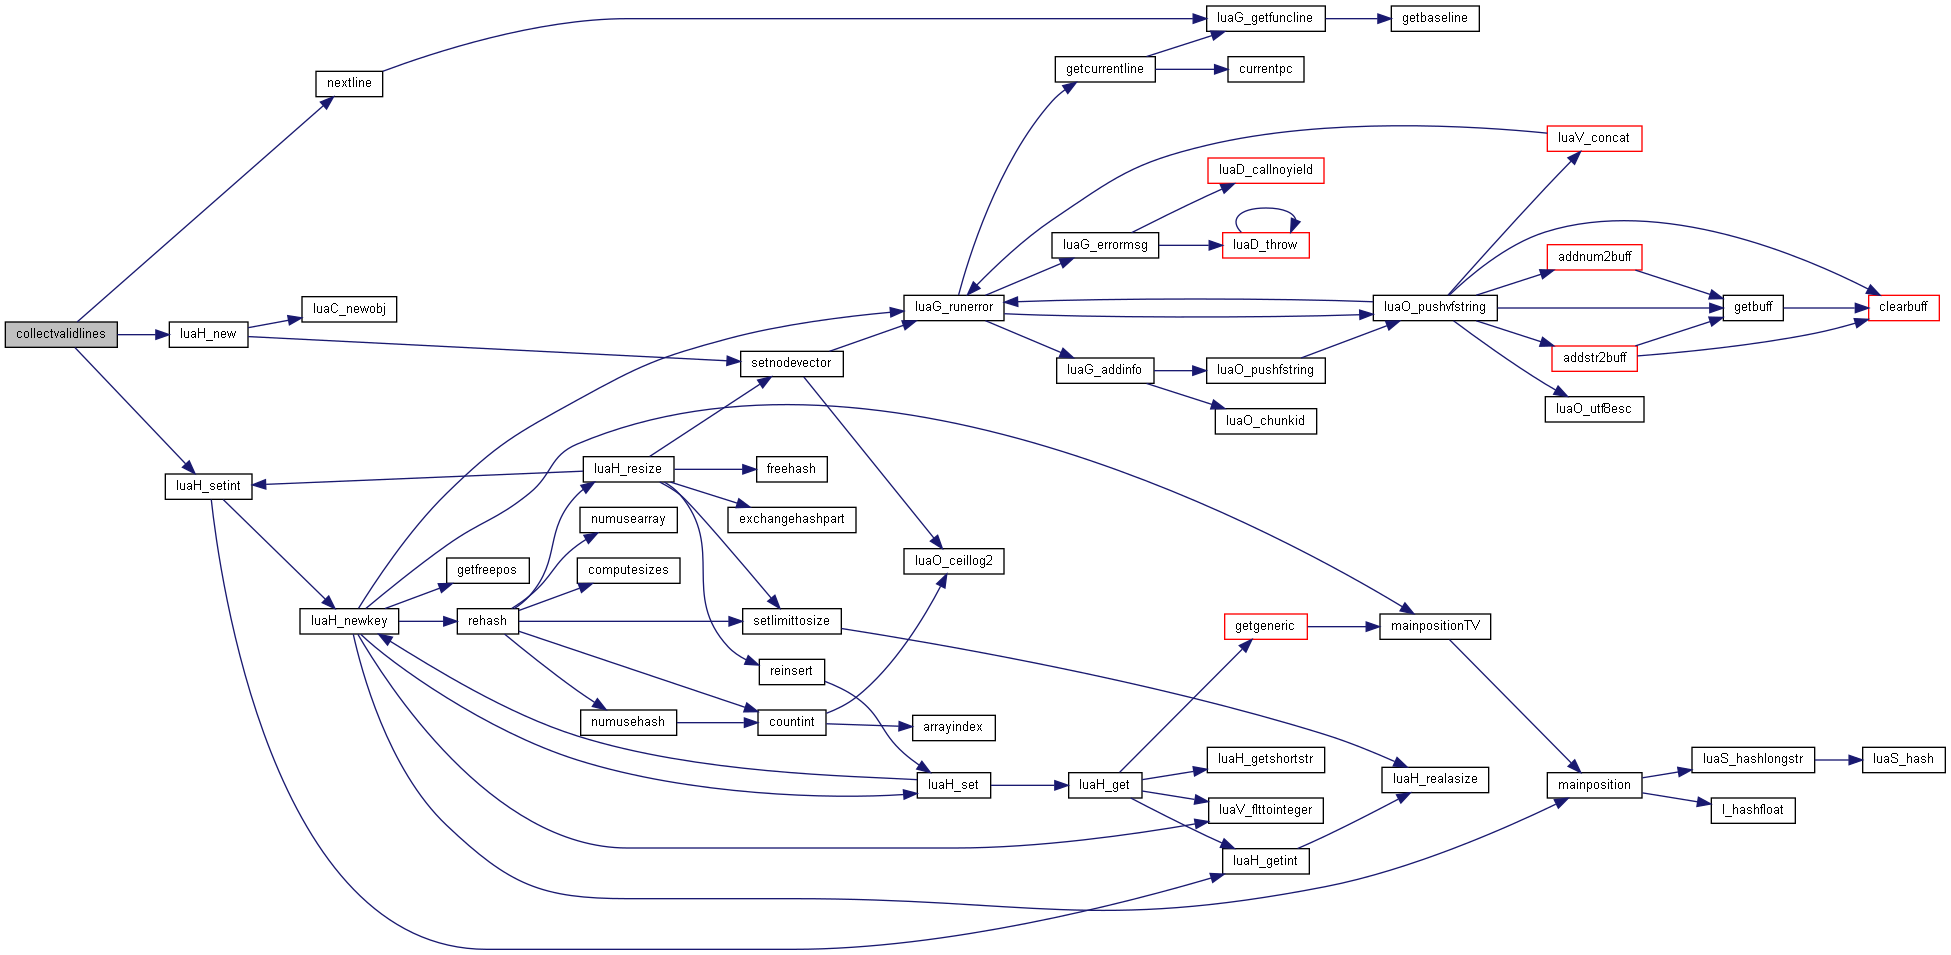 luaG_getfuncline
getbaseline
getcurrentline
currentpc
nextline
luaV_concat
luaD_callnoyield
luaG_errormsg
luaD_throw
addnum2buff
luaC_newobj
luaG_runerror
luaO_pushvfstring
getbuff
clearbuff
collectvalidlines
luaH_new
setnodevector
luaG_addinfo
luaO_pushfstring
addstr2buff
luaO_chunkid
luaO_utf8esc
luaH_setint
luaH_resize
freehash
numusearray
exchangehashpart
getfreepos
computesizes
luaO_ceillog2
luaH_newkey
rehash
setlimittosize
getgeneric
mainpositionTV
reinsert
numusehash
countint
arrayindex
luaH_set
luaH_get
luaH_getshortstr
luaH_realasize
mainposition
luaS_hashlongstr
luaS_hash
luaV_flttointeger
l_hashfloat
luaH_getint